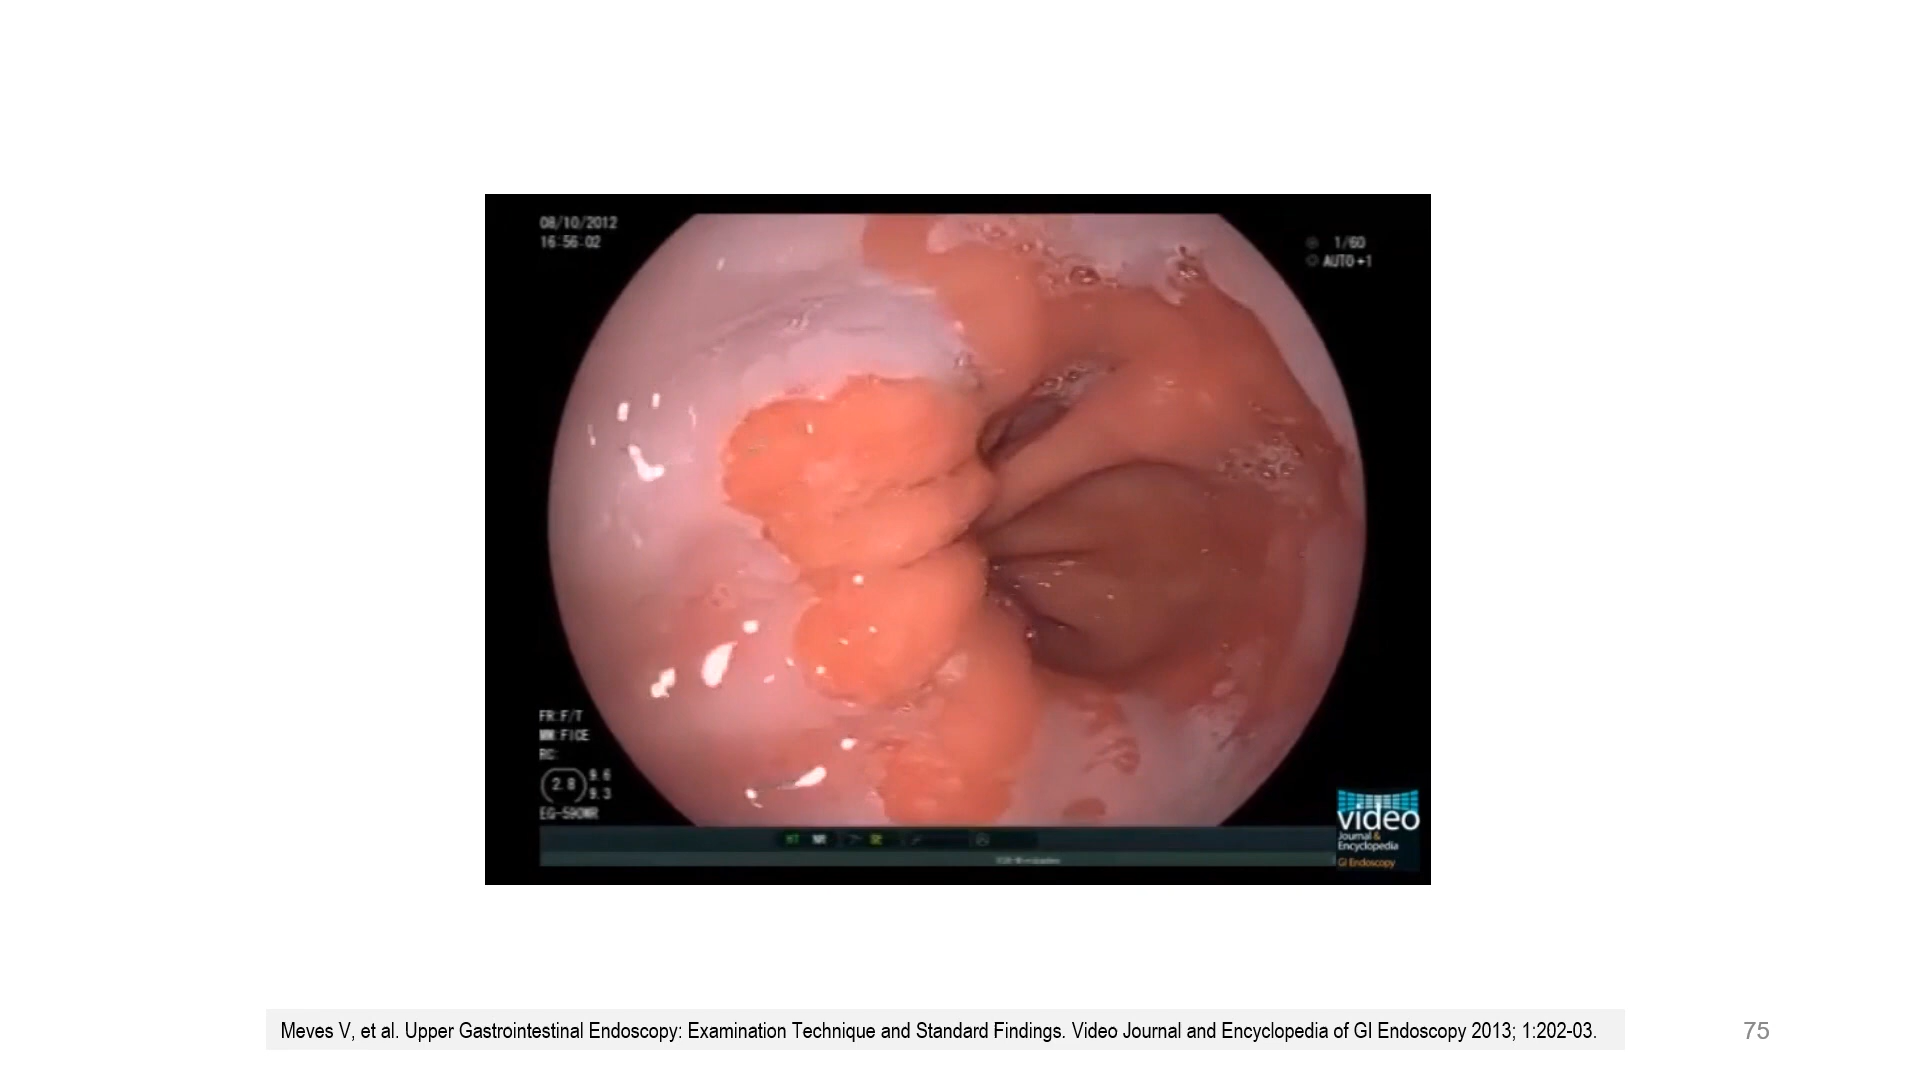 08/10/2012
16:56:02
1/60
AUTO+1
FR:F/T
MM:FICE
RC:
2.8
9.6
9.3
EG-590WR
video
Journal &
Encyclopedia
GI Endoscopy
Meves V, et al. Upper Gastrointestinal Endoscopy: Examination Technique and Standard Findings. Video Journal and Encyclopedia of GI Endoscopy 2013; 1:202-03.
75